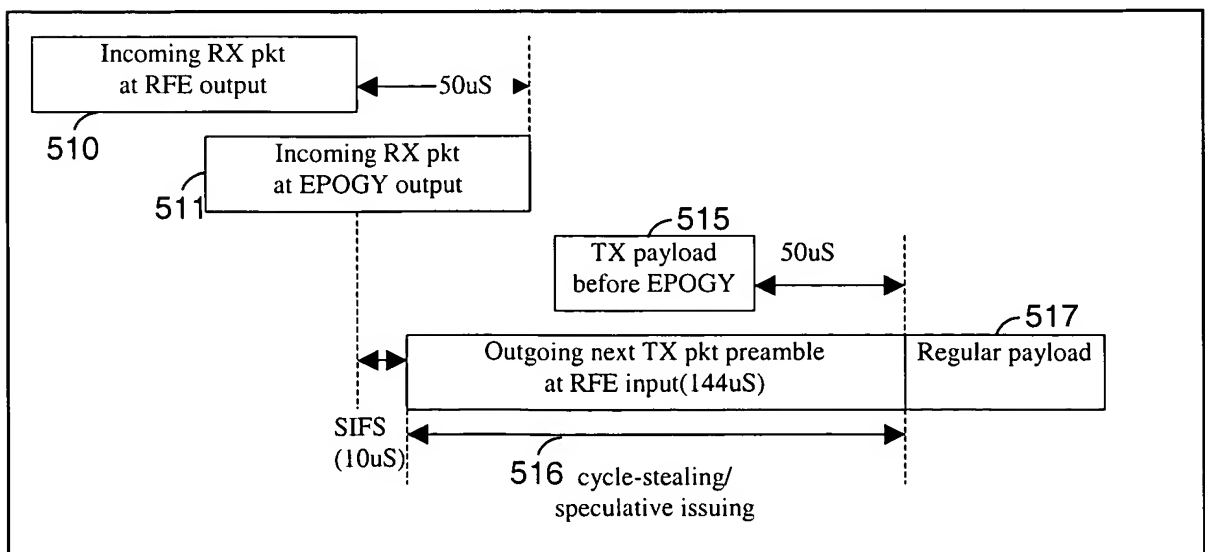 Incoming RX pkt
at RFE output
50uS
510
Incoming RX pkt
at EPOGY output
511
515
TX payload
before EPOGY
50uS
517
Outgoing next TX pkt preamble
at RFE input(144uS)
Regular payload
SIFS
(10uS)
516
cycle-stealing/
speculative issuing